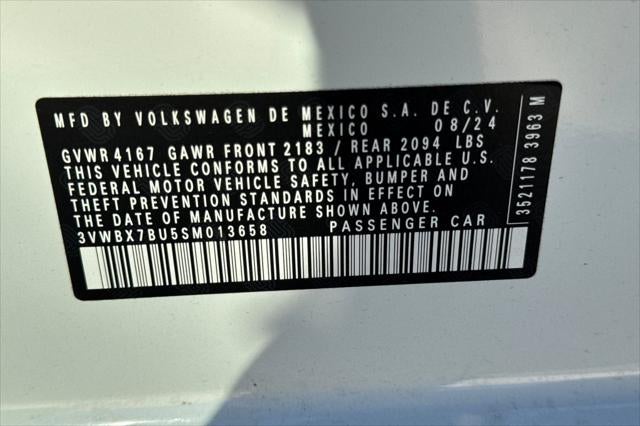 MFD BY VOLKSWAGEN DE MEXICO S.A. DE C.V.
MEXICO 08/24
GVWR 4167 GAWR FRONT 2183 / REAR 2094 LBS
THIS VEHICLE CONFORMS TO ALL APPLICABLE U.S.
FEDERAL MOTOR VEHICLE SAFETY, BUMPER AND
THEFT PREVENTION STANDARDS IN EFFECT ON
THE DATE OF MANUFACTURE SHOWN ABOVE.
3VWBX7BU5SM013658 PASSENGER CAR
3521178 3963 M